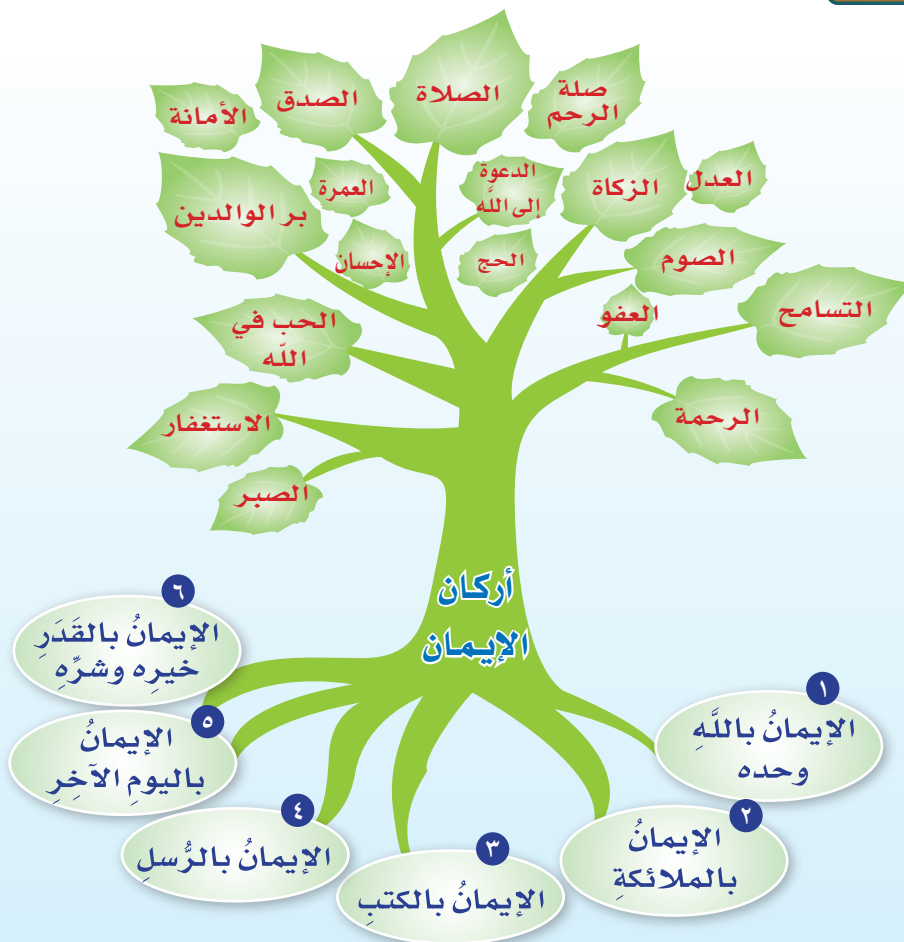 صلة
الرحم
الصلاة
الصدق
الأمانة
العدل
الزكاة
الدعوة
إلى الله
العمرة
بر الوالدين
الصوم
الحج
الإحسان
التسامح
العفو
الحب في
الله
الرحمة
الاستغفار
الصبر
أركان
الإيمان
١
الإيمانُ باللَّهِ
وحده
٢
الإيمانُ
بالملائكةِ
٣
الإيمانُ بالكتبِ
٤
الإيمانُ بالرُّسلِ
٥
الإيمانُ
باليومِ الآخِرِ
٦
الإيمانُ بالقَدَرِ
خيرِه وشرِّهِ